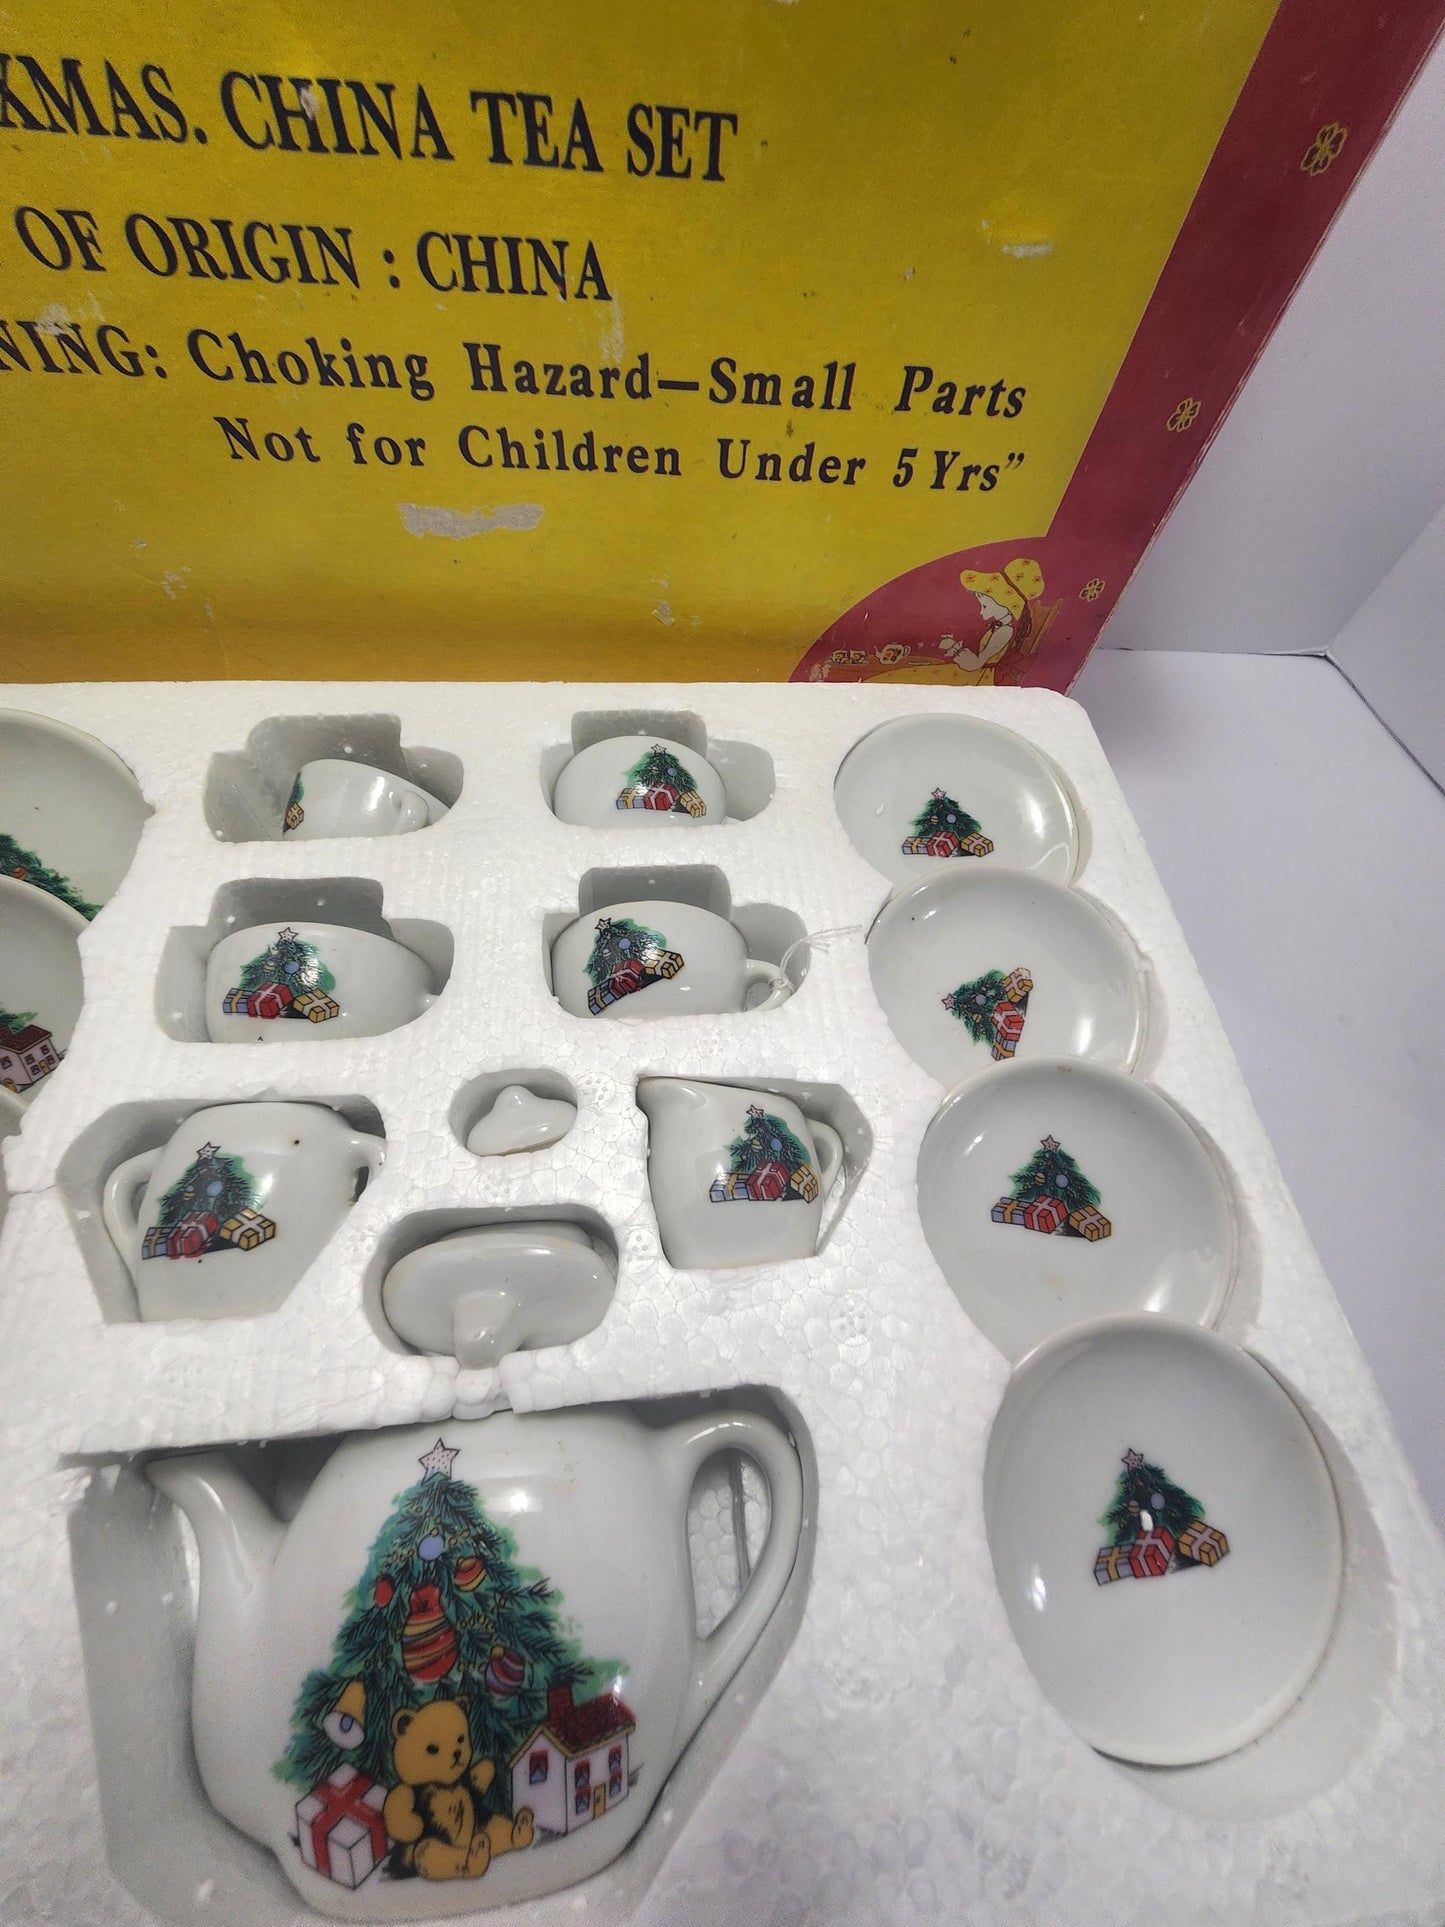 XMAS. CHINA TEA SET
OF ORIGIN : CHINA
NING: Choking Hazard—Small Parts
Not for Children Under 5 Yrs”